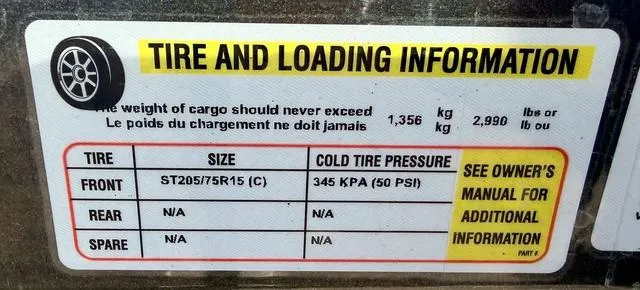 TIRE AND LOADING INFORMATION
The weight of cargo should never exceed 1,356 kg 2,990 lbs or
Le poids du chargement ne doit jamais kg lb ou
TIRE SIZE COLD TIRE PRESSURE
FRONT ST205/75R15 (C) 345 KPA (50 PSI)
REAR N/A N/A
SPARE N/A N/A
SEE OWNER'S
MANUAL FOR
ADDITIONAL
INFORMATION
PART #